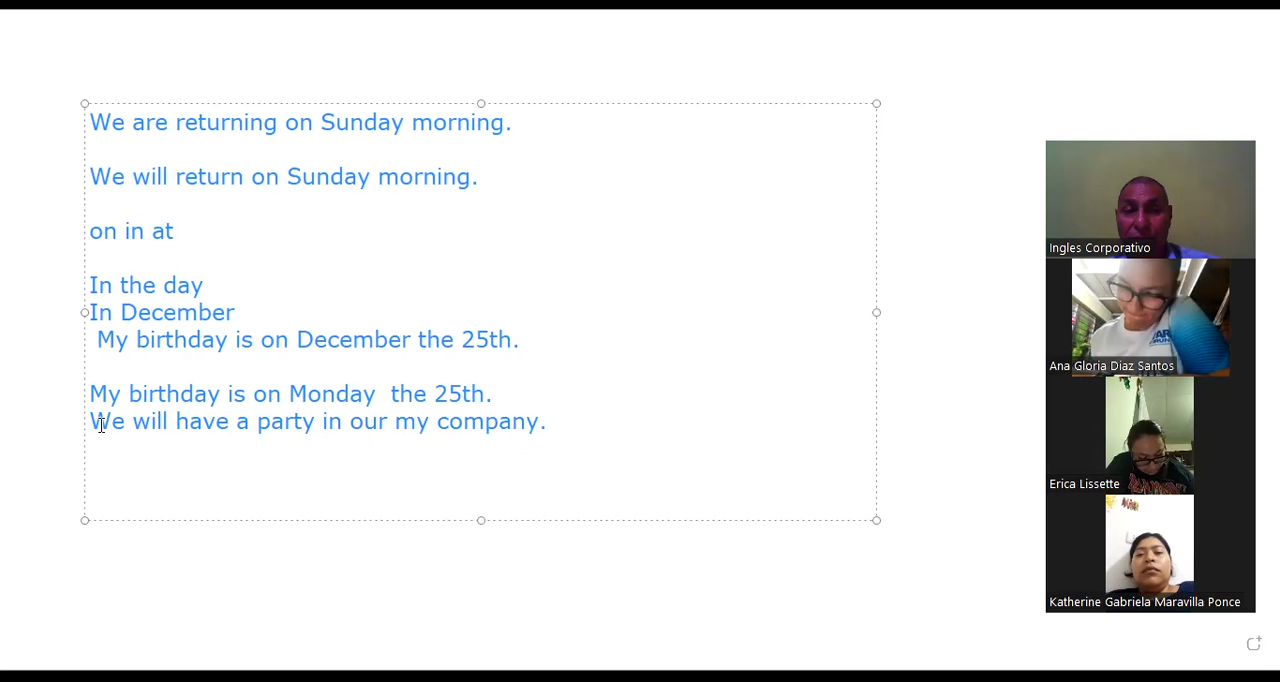 We are returning on Sunday morning.
We will return on Sunday morning.
on in at
In the day
In December
My birthday is on December the 25th.
My birthday is on Monday  the 25th.
We will have a party in our my company.
Ingles Corporativo
Ana Gloria Diaz Santos
Erica Lissette
Katherine Gabriela Maravilla Ponce